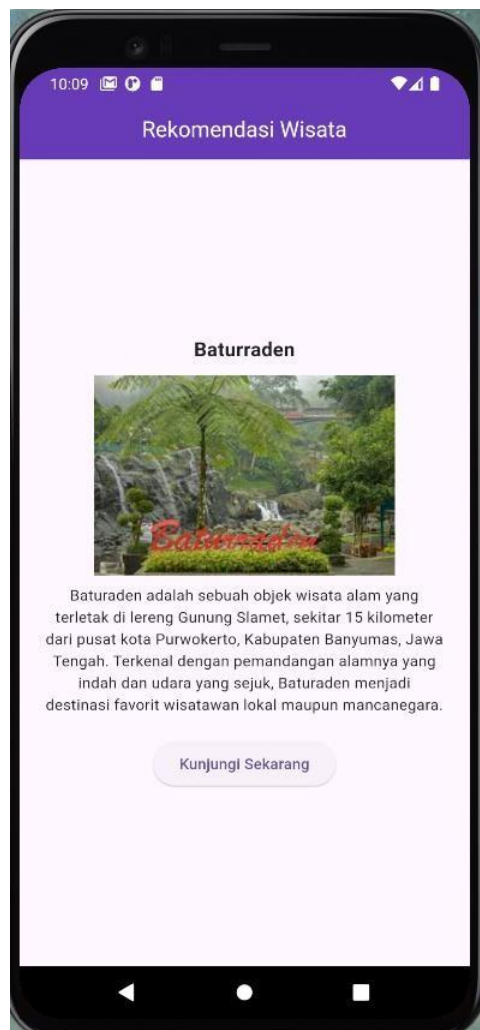 10:09
Rekomendasi Wisata
Baturraden
Baturraden
Baturaden adalah sebuah objek wisata alam yang
terletak di lereng Gunung Slamet, sekitar 15 kilometer
dari pusat kota Purwokerto, Kabupaten Banyumas, Jawa
Tengah. Terkenal dengan pemandangan alamnya yang
indah dan udara yang sejuk, Baturaden menjadi
destinasi favorit wisatawan lokal maupun mancanegara.
Kunjungi Sekarang